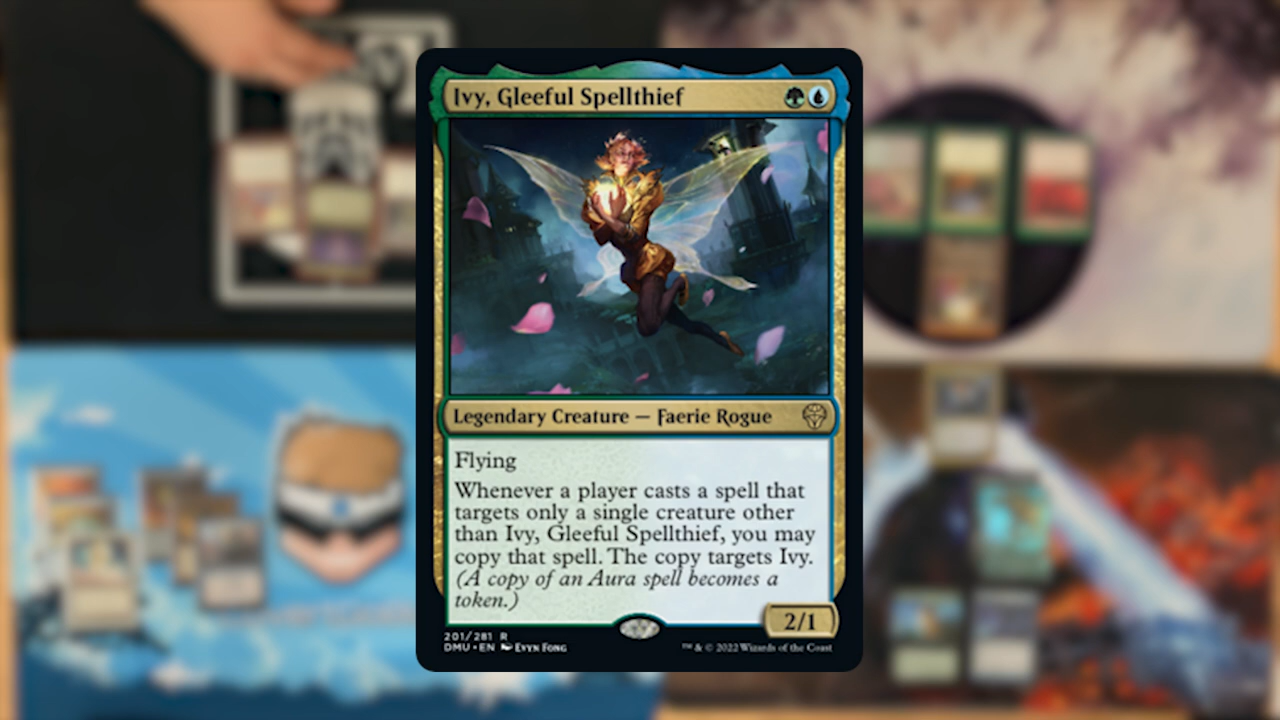 Ivy, Gleeful Spellthief
Legendary Creature — Faerie Rogue
Flying
Whenever a player casts a spell that
targets only a single creature other
than Ivy, Gleeful Spellthief, you may
copy that spell. The copy targets Ivy.
(A copy of an Aura spell becomes a
token.)
2/1
201/281 R
DMU • EN Evyn Fong
™ & © 2022 Wizards of the Coast